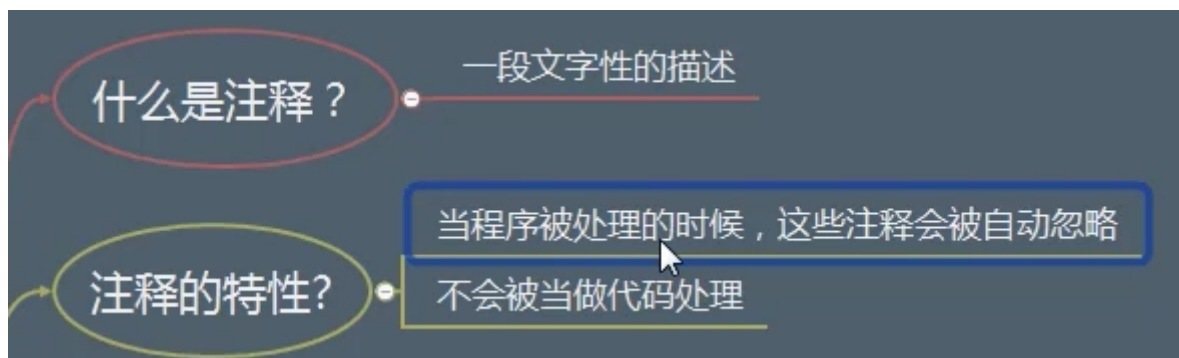 什么是注释？
一段文字性的描述
注释的特性?
当程序被处理的时候，这些注释会被自动忽略
不会被当做代码处理